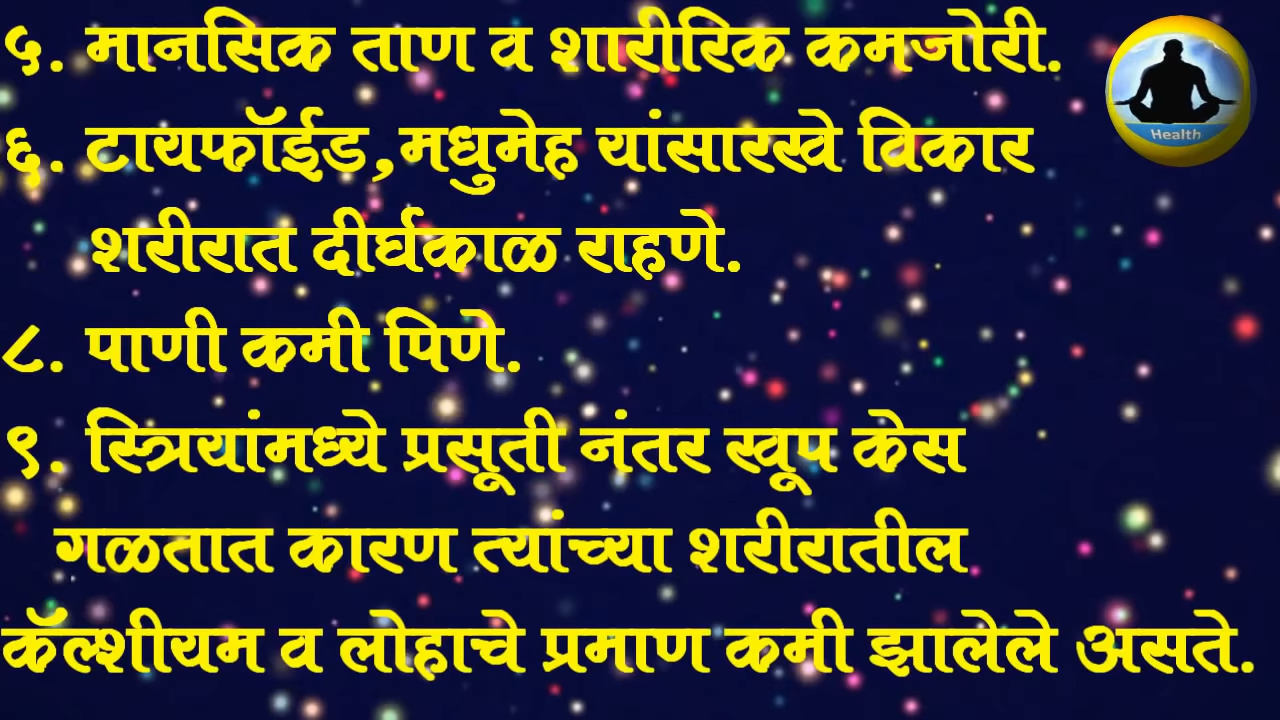 ५. मानसिक ताण व शारीरिक कमजोरी.
६. टायफॉईड,मधुमेह यांसारखे विकार
शरीरात दीर्घकाळ राहणे.
८. पाणी कमी पिणे.
९. स्त्रियांमध्ये प्रसूती नंतर खूप केस
गळतात कारण त्यांच्या शरीरातील
कॅल्शीयम व लोहाचे प्रमाण कमी झालेले असते.
Health